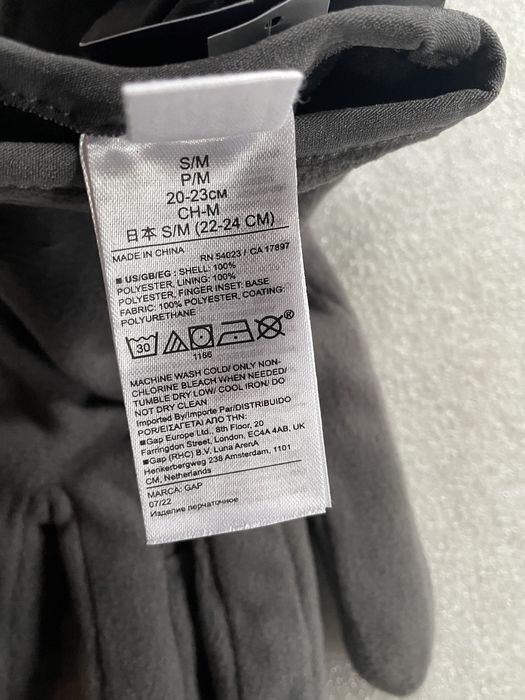 S/M
P/M
20-23CM
CH-M
日本 S/M (22-24 CM)
MADE IN CHINA
RN 54023 / CA 17897
■ US/GB/EG : SHELL: 100%
POLYESTER, LINING: 100%
POLYESTER, FINGER INSET: BASE
FABRIC: 100% POLYESTER, COATING:
POLYURETHANE
30
®
1166
MACHINE WASH COLD/ ONLY NON-
CHLORINE BLEACH WHEN NEEDED/
TUMBLE DRY LOW/ COOL IRON/ DO
NOT DRY CLEAN
Imported By/Importe Par/DISTRIBUIDO
POR/ΕΙΣΑΓΕΤΑΙ ΑΠΟ ΤΗΝ:
■Gap Europe Ltd., 8th Floor, 20
Farringdon Street, London, EC4A 4AB, UK
■Gap (RHC) B.V. Luna ArenA
Herikerbergweg 238 Amsterdam, 1101
CM, Netherlands
MARCA: GAP
07/22
Изделие перчаточное